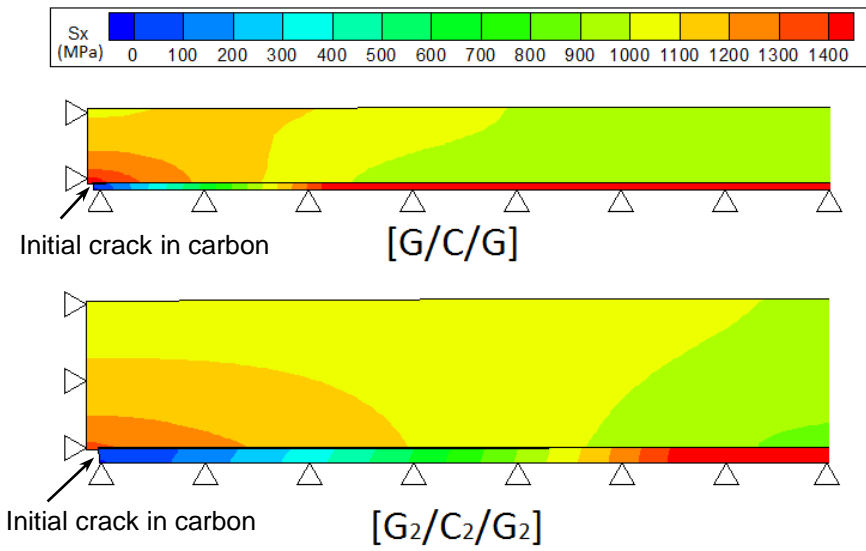 Sx
(MPa)
0 100 200 300 400 500 600 700 800 900 1000 1100 1200 1300 1400
Initial crack in carbon
[G/C/G]
Initial crack in carbon
[G₂/C₂/G₂]